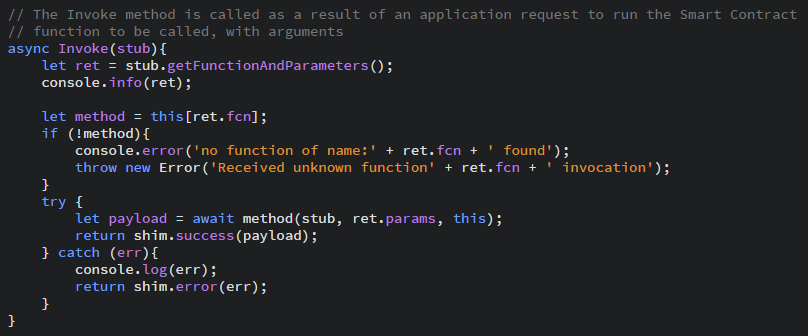 // The Invoke method is called as a result of an application request to run the Smart Contract
// function to be called, with arguments
async Invoke(stub){
    let ret = stub.getFunctionAndParameters();
    console.info(ret);

    let method = this[ret.fcn];
    if (!method){
        console.error('no function of name:' + ret.fcn + ' found');
        throw new Error('Received unknown function' + ret.fcn + ' invocation');
    }
    try {
        let payload = await method(stub, ret.params, this);
        return shim.success(payload);
    } catch (err){
        console.log(err);
        return shim.error(err);
    }
}